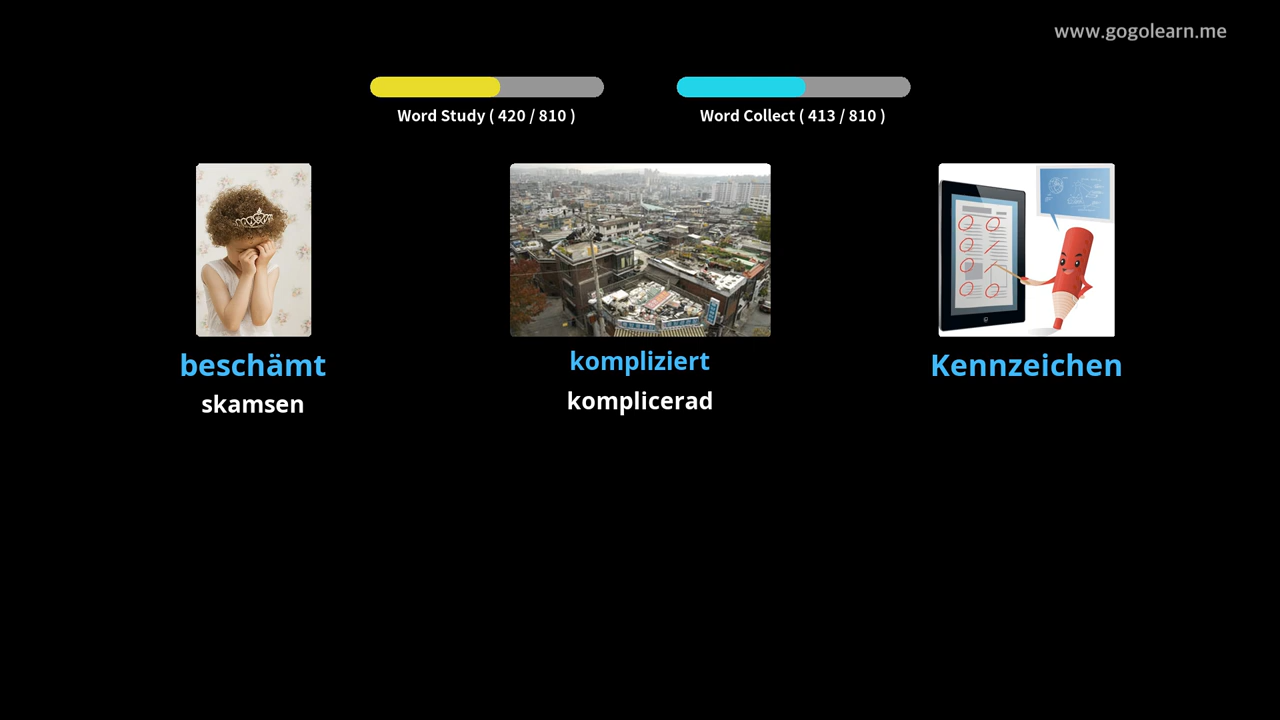 www.gogolearn.me
Word Study ( 420 / 810 )
Word Collect ( 413 / 810 )
beschämt
skamsen
kompliziert
komplicerad
Kennzeichen